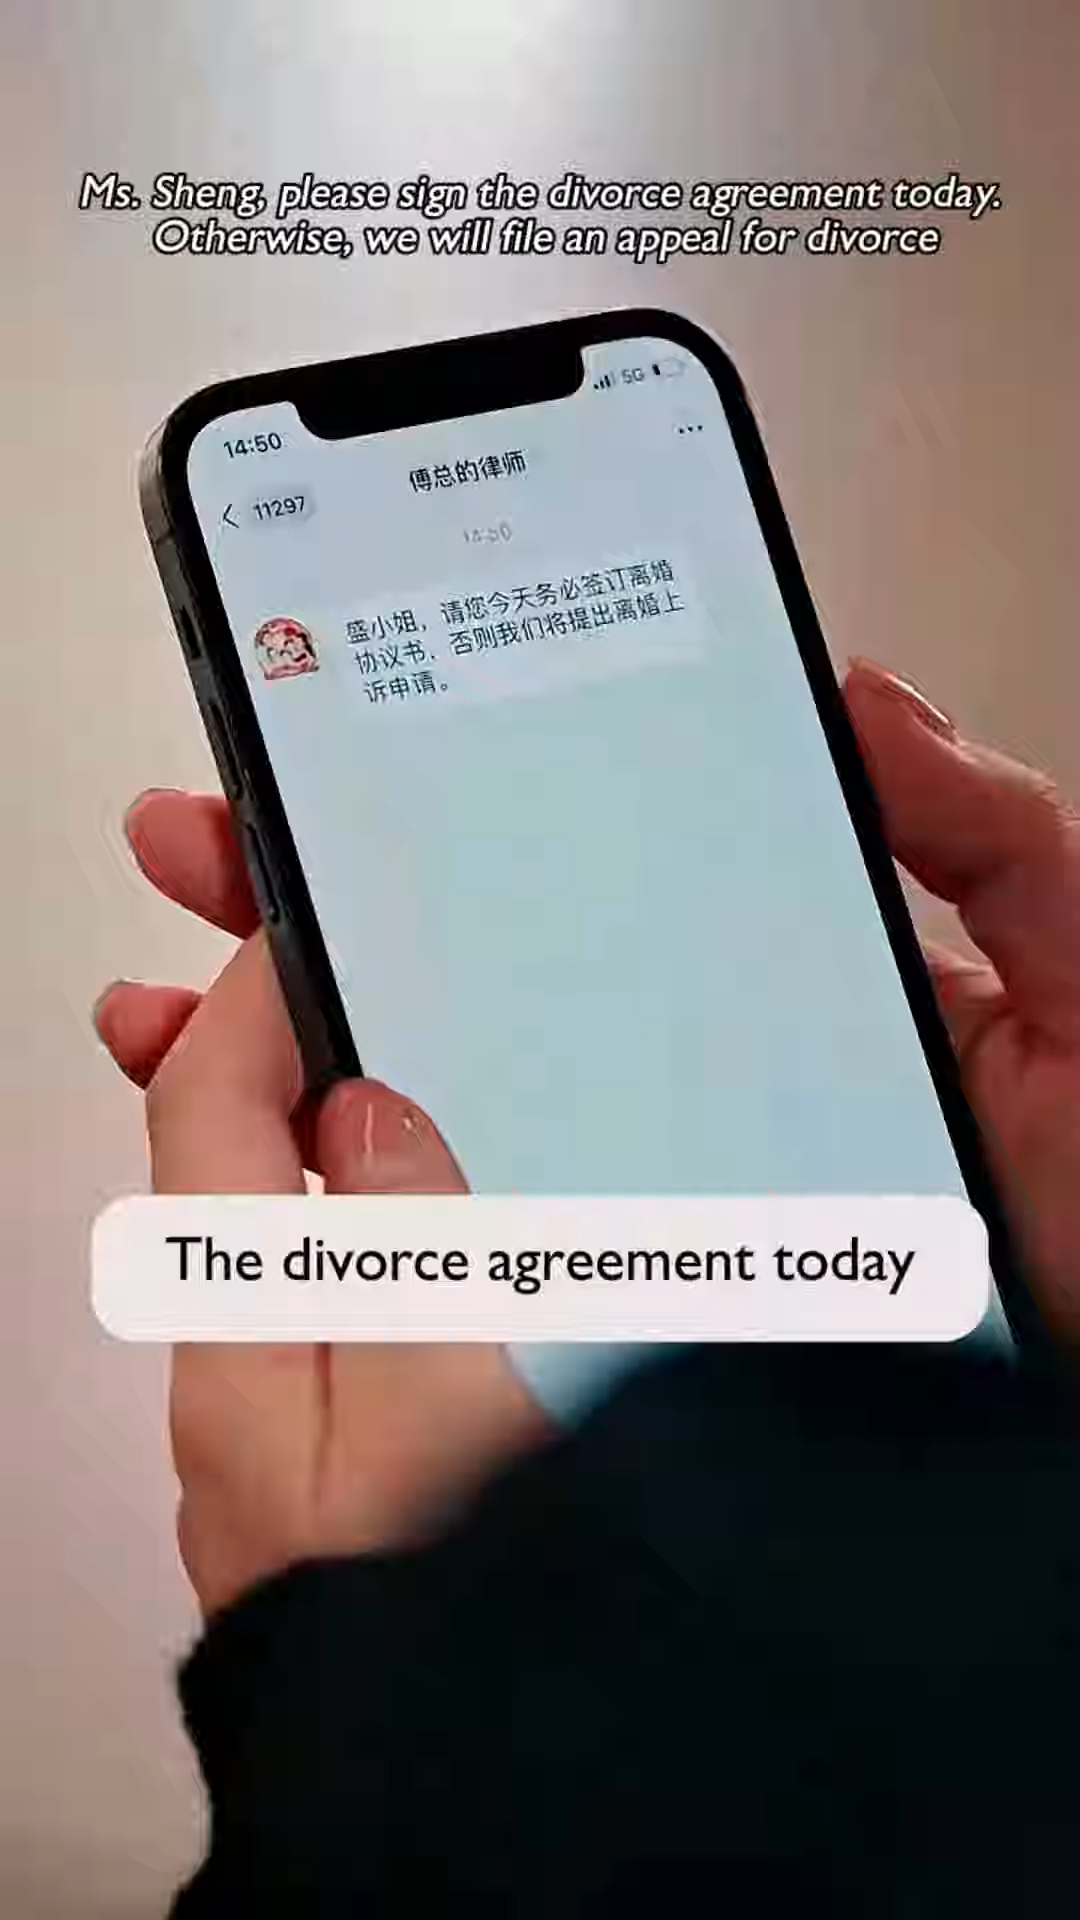 Ms. Sheng, please sign the divorce agreement today.
Otherwise, we will file an appeal for divorce
14:50
5G
傅总的律师
11297
14:50
盛小姐，请您今天务必签订离婚
协议书、否则我们将提出离婚上
诉申请。
The divorce agreement today